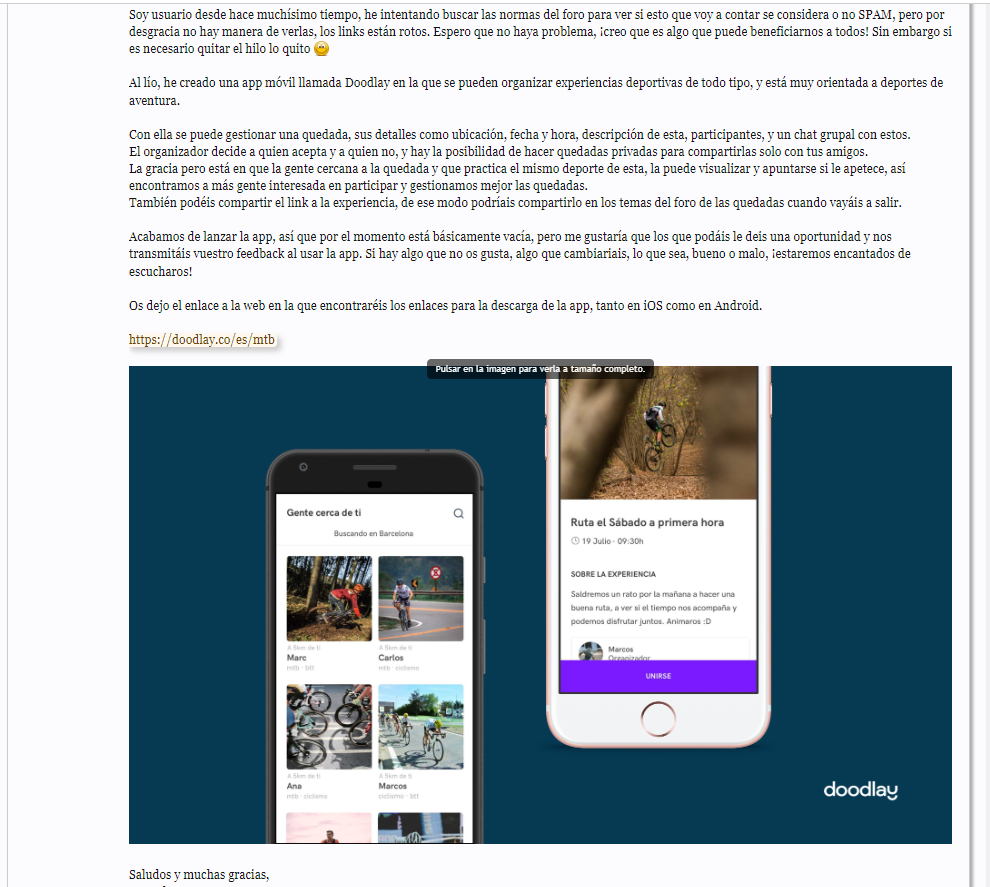 Soy usuario desde hace muchísimo tiempo, he intentando buscar las normas del foro para ver si esto que voy a contar se considera o no SPAM, pero por
desgracia no hay manera de verlas, los links están rotos. Espero que no haya problema, ¡creo que es algo que puede beneficiarnos a todos! Sin embargo si
es necesario quitar el hilo lo quito
Al lío, he creado una app móvil llamada Doodlay en la que se pueden organizar experiencias deportivas de todo tipo, y está muy orientada a deportes de
aventura.
Con ella se puede gestionar una quedada, sus detalles como ubicación, fecha y hora, descripción de esta, participantes, y un chat grupal con estos.
El organizador decide a quien acepta y a quien no, y hay la posibilidad de hacer quedadas privadas para compartirlas solo con tus amigos.
La gracia pero está en que la gente cercana a la quedada y que practica el mismo deporte de esta, la puede visualizar y apuntarse si le apetece, así
encontramos a más gente interesada en participar y gestionamos mejor las quedadas.
También podéis compartir el link a la experiencia, de ese modo podríais compartirlo en los temas del foro de las quedadas cuando vayáis a salir.
Acabamos de lanzar la app, así que por el momento está básicamente vacía, pero me gustaría que los que podáis le deis una oportunidad y nos
transmitáis vuestro feedback al usar la app. Si hay algo que no os gusta, algo que cambiariais, lo que sea, bueno o malo, ¡estaremos encantados de
escucharos!
Os dejo el enlace a la web en la que encontraréis los enlaces para la descarga de la app, tanto en iOS como en Android.
https://doodlay.co/es/mtb
Pulsar en la imagen para verla a tamaño completo.
Gente cerca de ti
Buscando en Barcelona
A 5km de ti
A 5km de ti
Marc
Carlos
mtb · btt
mtb · ciclismo
A 5km de ti
A 5km de ti
Ana
Marcos
mtb · ciclismo
ciclismo · btt
Ruta el Sábado a primera hora
19 Julio · 09:30h
SOBRE LA EXPERIENCIA
Saldremos un rato por la mañana a hacer una
buena ruta, a ver si el tiempo nos acompaña y
podemos disfrutar juntos. Animaros :D
Marcos
Organizador
UNIRSE
doodlay
Saludos y muchas gracias,